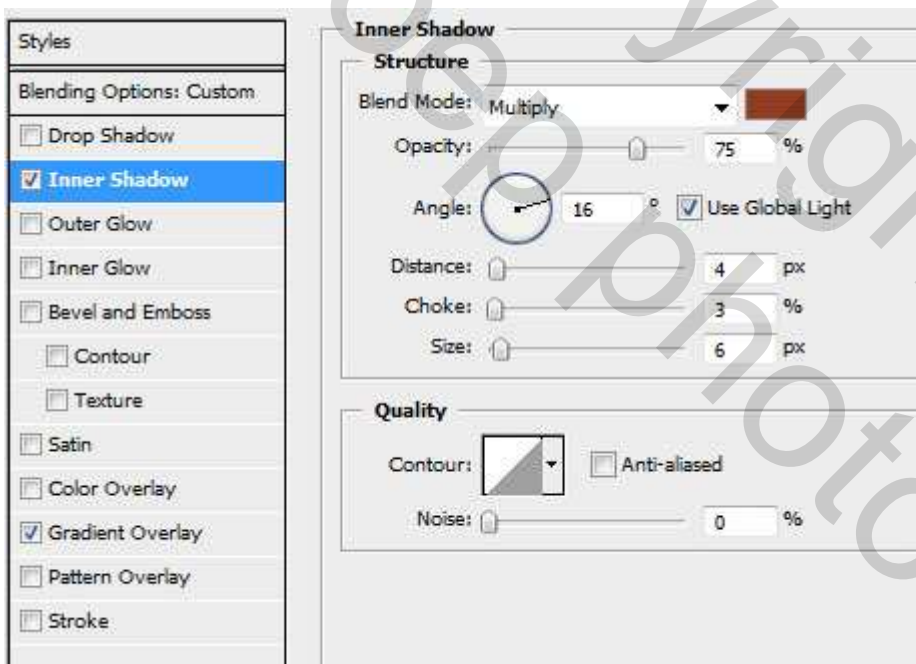 Styles
Blending Options: Custom
Drop Shadow
Inner Shadow
Outer Glow
Inner Glow
Bevel and Emboss
Contour
Texture
Satin
Color Overlay
Gradient Overlay
Pattern Overlay
Stroke
Inner Shadow
Structure
Blend Mode: Multiply
Opacity: 75 %
Angle: 16 ° Use Global Light
Distance: 4 px
Choke: 3 %
Size: 6 px
Quality
Contour: Anti-aliased
Noise: 0 %